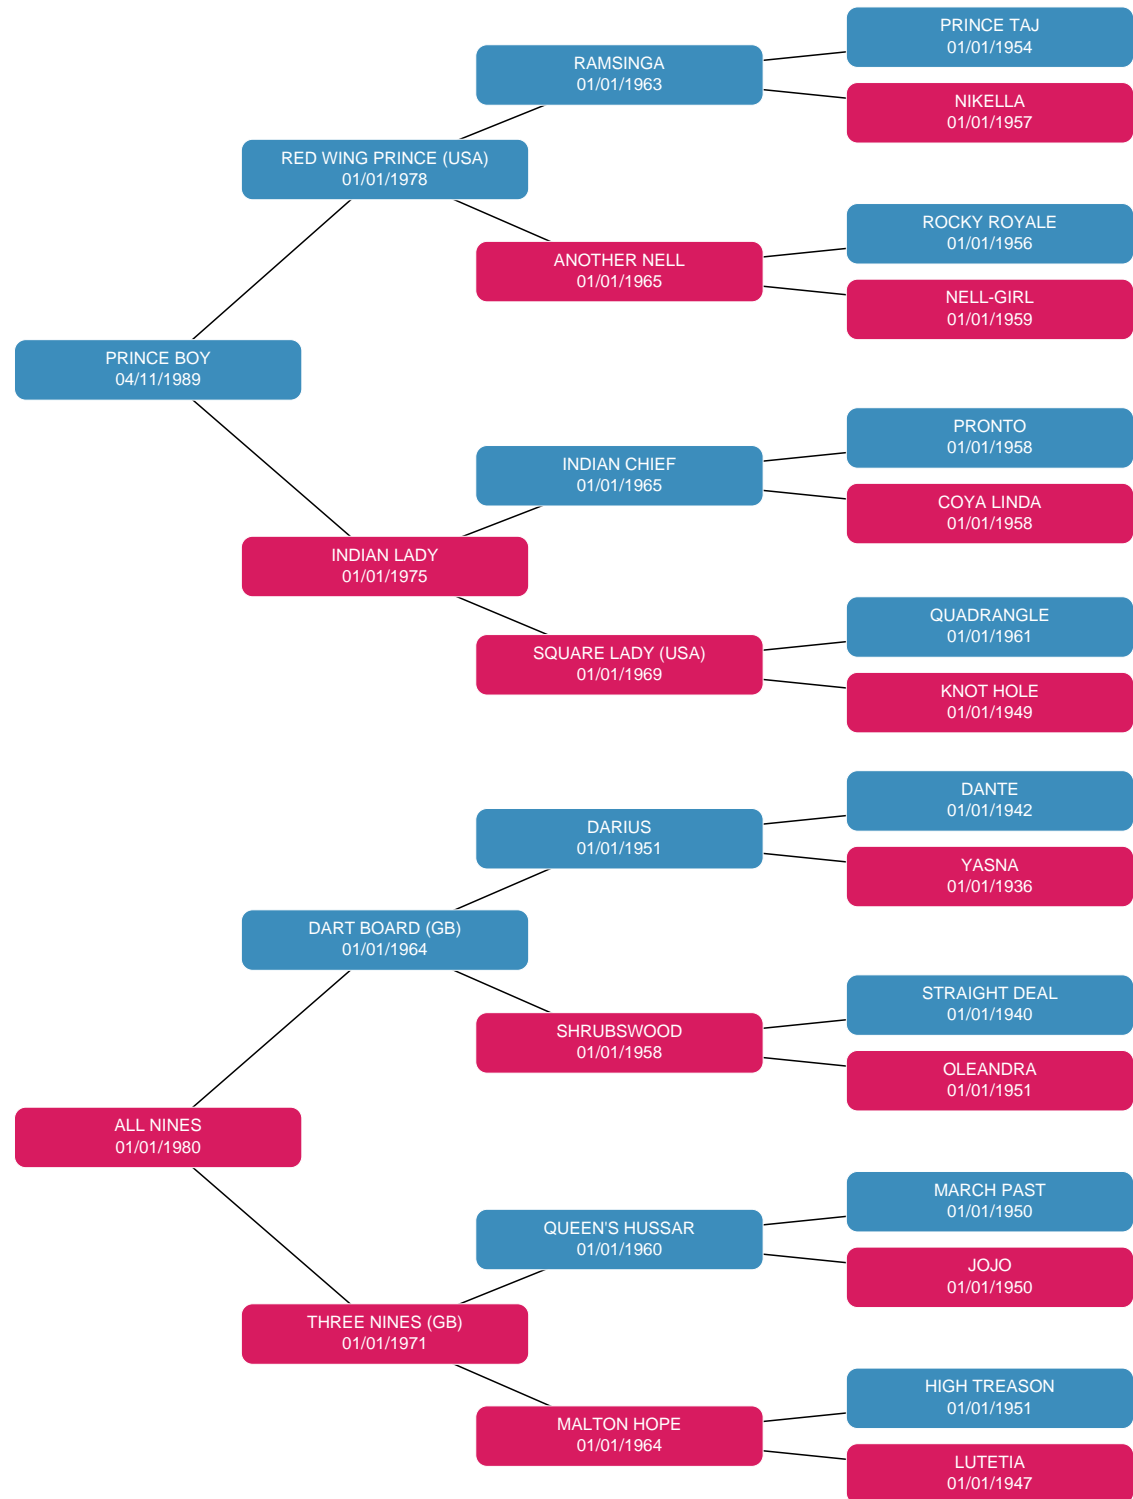 PRINCE TAJ
01/01/1954
RAMSINGA
01/01/1963
NIKELLA
01/01/1957
RED WING PRINCE (USA)
01/01/1978
ROCKY ROYALE
01/01/1956
ANOTHER NELL
01/01/1965
NELL-GIRL
01/01/1959
PRINCE BOY
04/11/1989
PRONTO
01/01/1958
INDIAN CHIEF
01/01/1965
COYA LINDA
01/01/1958
INDIAN LADY
01/01/1975
QUADRANGLE
01/01/1961
SQUARE LADY (USA)
01/01/1969
KNOT HOLE
01/01/1949
DANTE
01/01/1942
DARIUS
01/01/1951
YASNA
01/01/1936
DART BOARD (GB)
01/01/1964
STRAIGHT DEAL
01/01/1940
SHRUBSWOOD
01/01/1958
OLEANDRA
01/01/1951
ALL NINES
01/01/1980
MARCH PAST
01/01/1950
QUEEN'S HUSSAR
01/01/1960
JOJO
01/01/1950
THREE NINES (GB)
01/01/1971
HIGH TREASON
01/01/1951
MALTON HOPE
01/01/1964
LUTETIA
01/01/1947